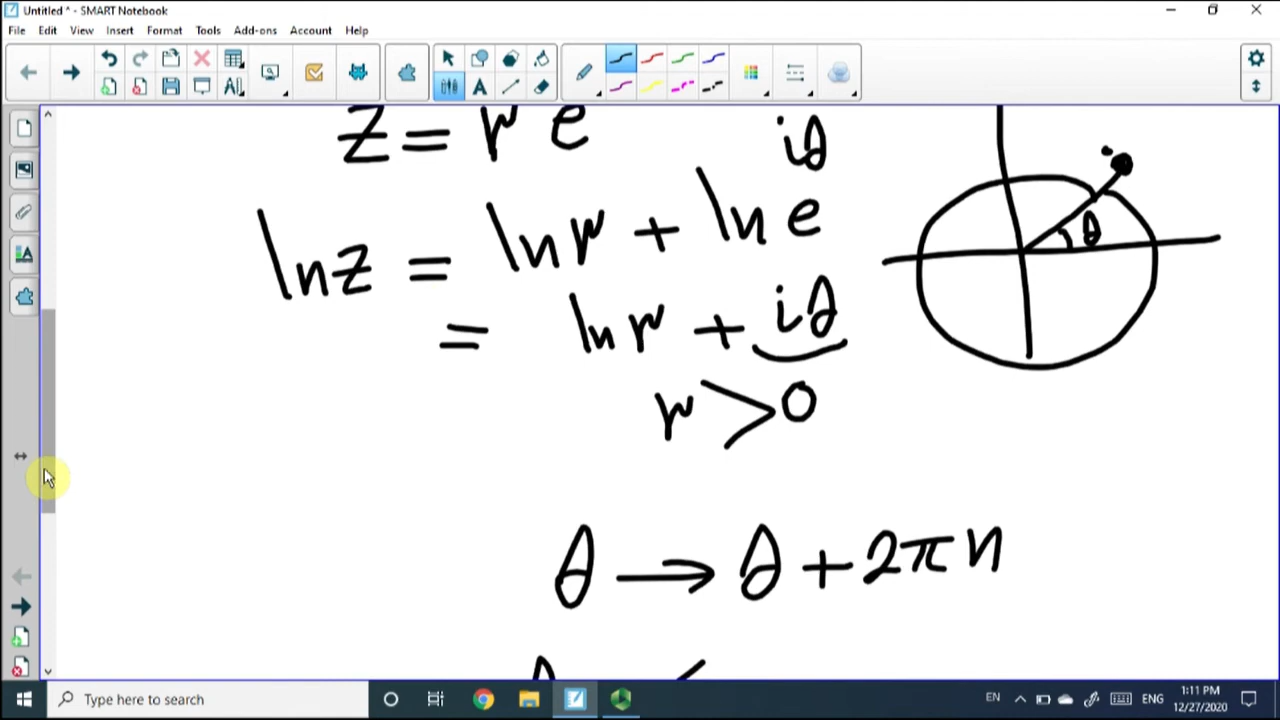 Untitled * - SMART Notebook
File Edit View Insert Format Tools Add-ons Account Help
z = r e
iθ
ln z = ln r + ln e
= ln r + iθ
r > 0
θ
θ → θ + 2πn
Type here to search
EN
ENG
1:11 PM
12/27/2020